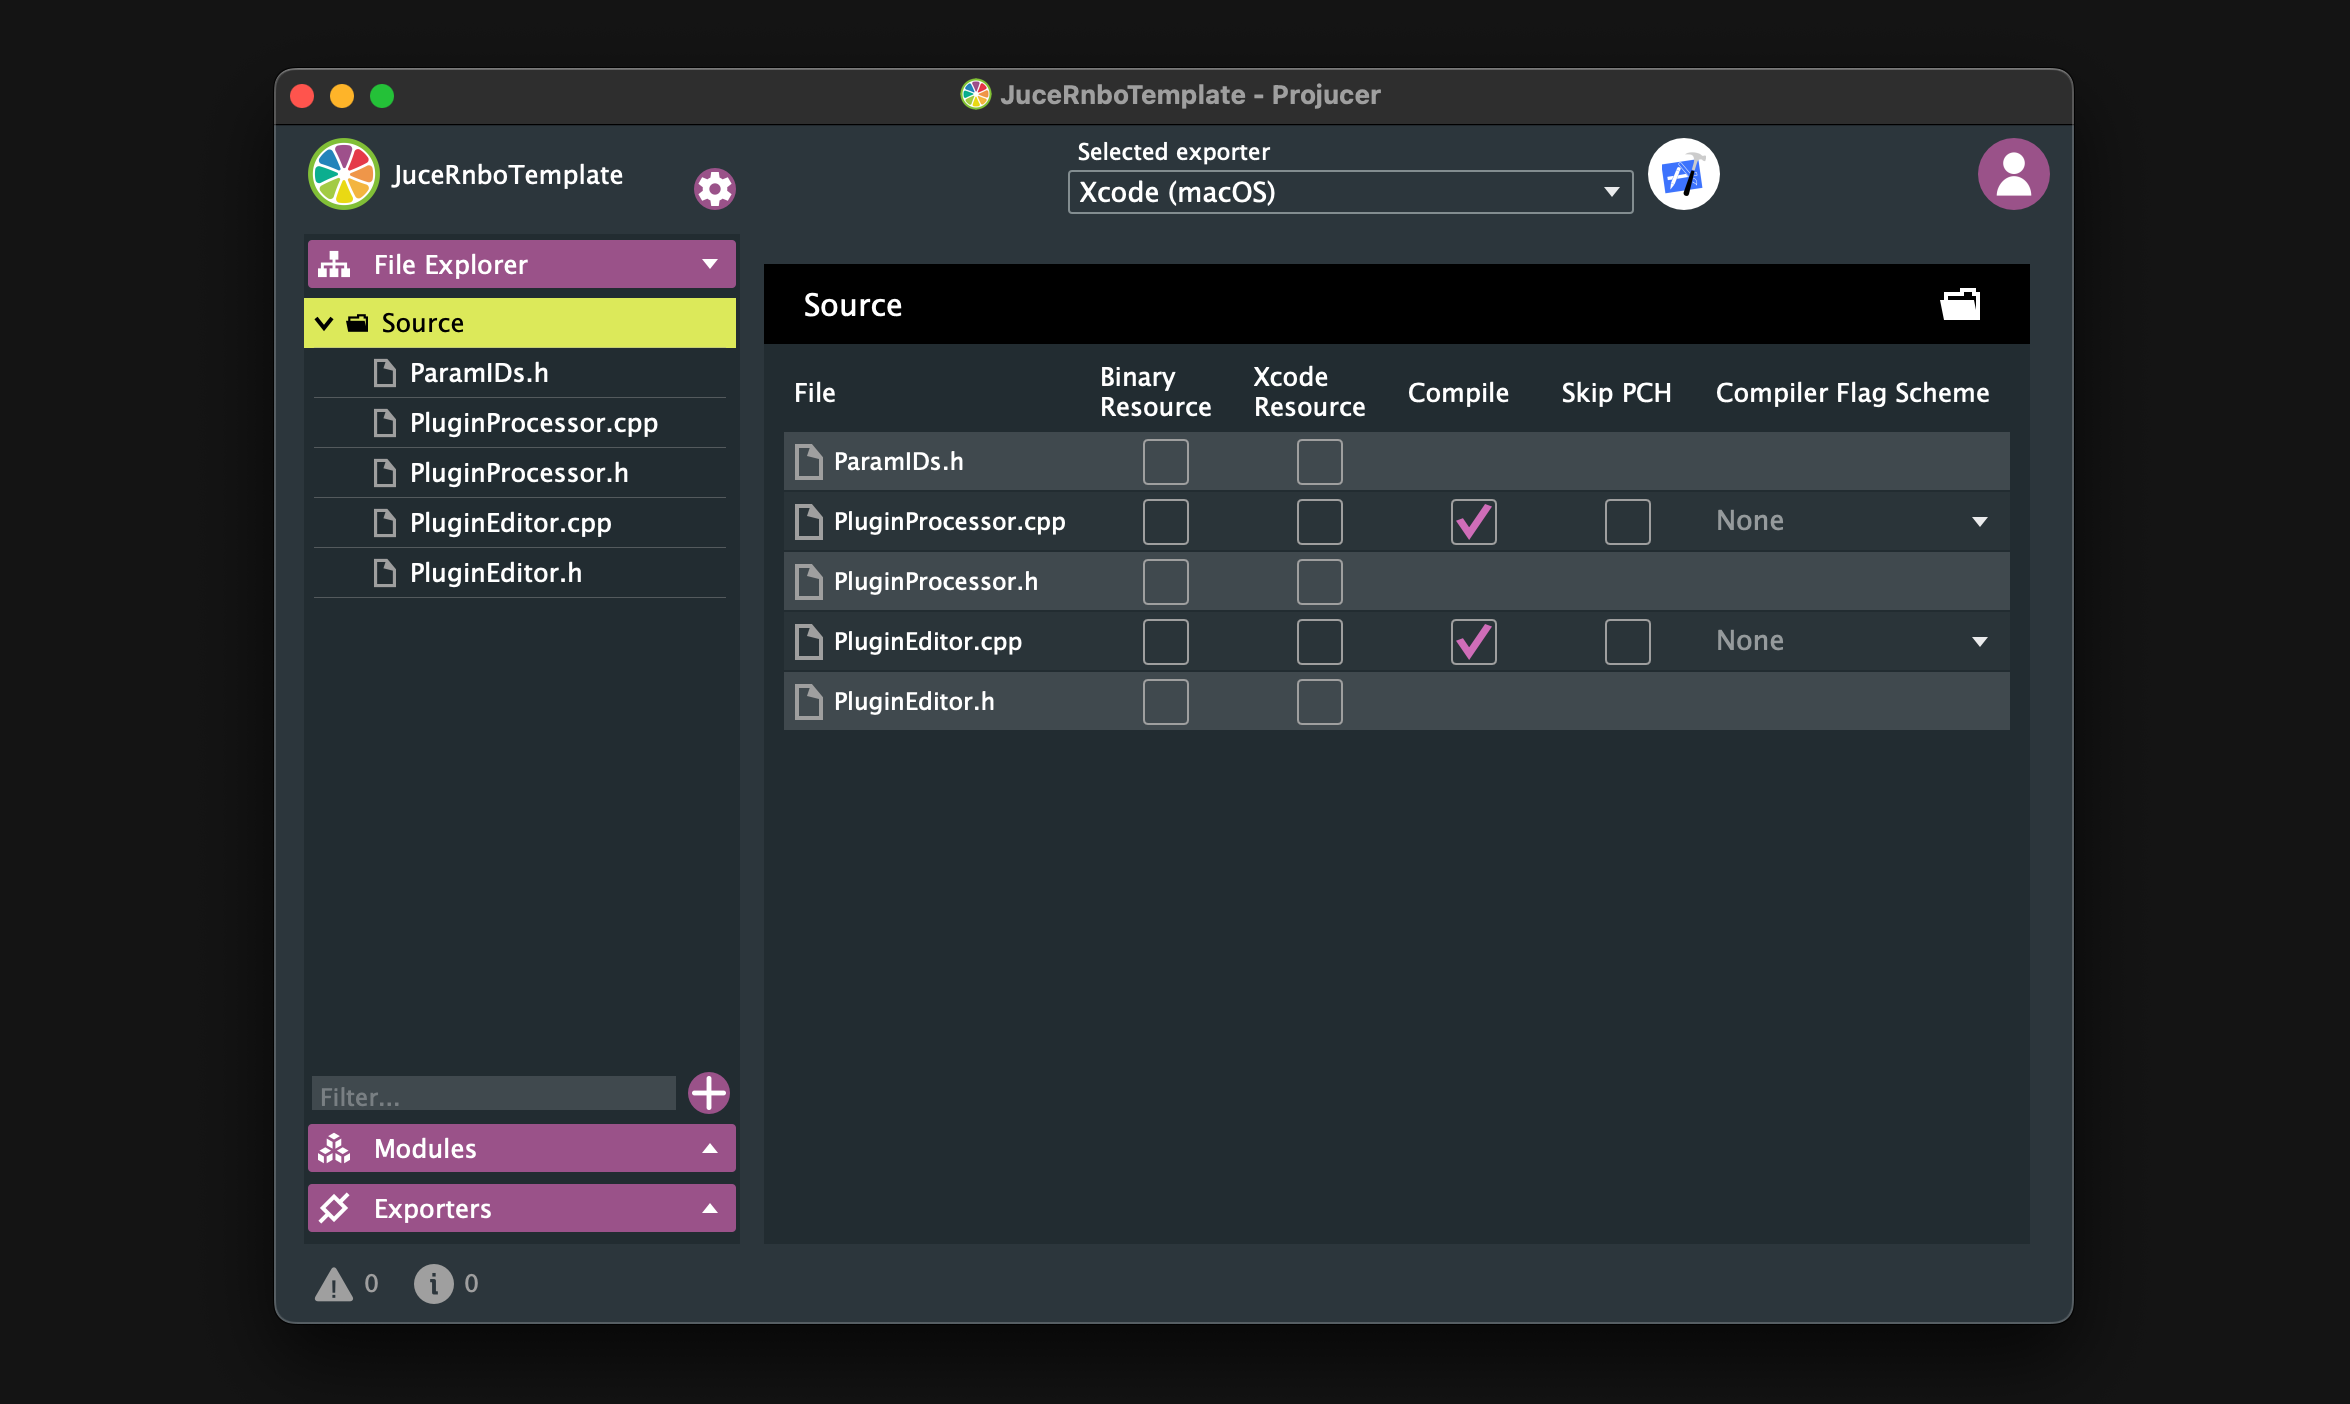 JuceRnboTemplate - Projucer
JuceRnboTemplate
Selected exporter
Xcode (macOS)
File Explorer
Source
ParamIDs.h
PluginProcessor.cpp
PluginProcessor.h
PluginEditor.cpp
PluginEditor.h
Filter...
Modules
Exporters
0
0
Source
File
Binary Resource
Xcode Resource
Compile
Skip PCH
Compiler Flag Scheme
ParamIDs.h
PluginProcessor.cpp
None
PluginProcessor.h
PluginEditor.cpp
None
PluginEditor.h